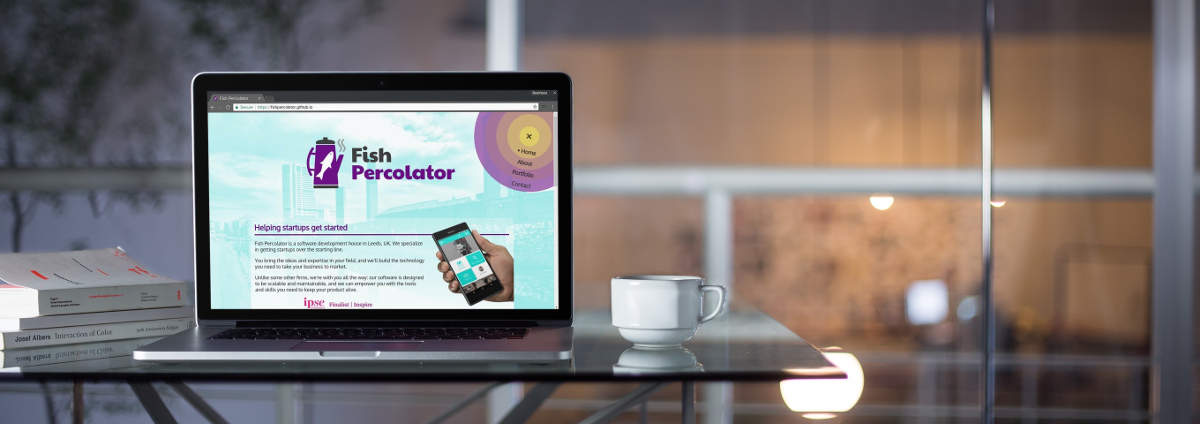 Fish Percolator
Secure
https://fishpercolator.github.io
Fish
Percolator
Home
About
Portfolio
Contact
Helping startups get started
Fish Percolator is a software development house in Leeds, UK. We specialize
in getting startups over the starting line.
You bring the ideas and expertise in your field, and we'll build the technology
you need to take your business to market.
Unlike some other firms, we're with you all the way: our software is designed
to be scalable and maintainable, and we can empower you with the tools
and skills you need to keep your product alive.
ipse Finalist | Inspire
Josef Albers Interaction of Color